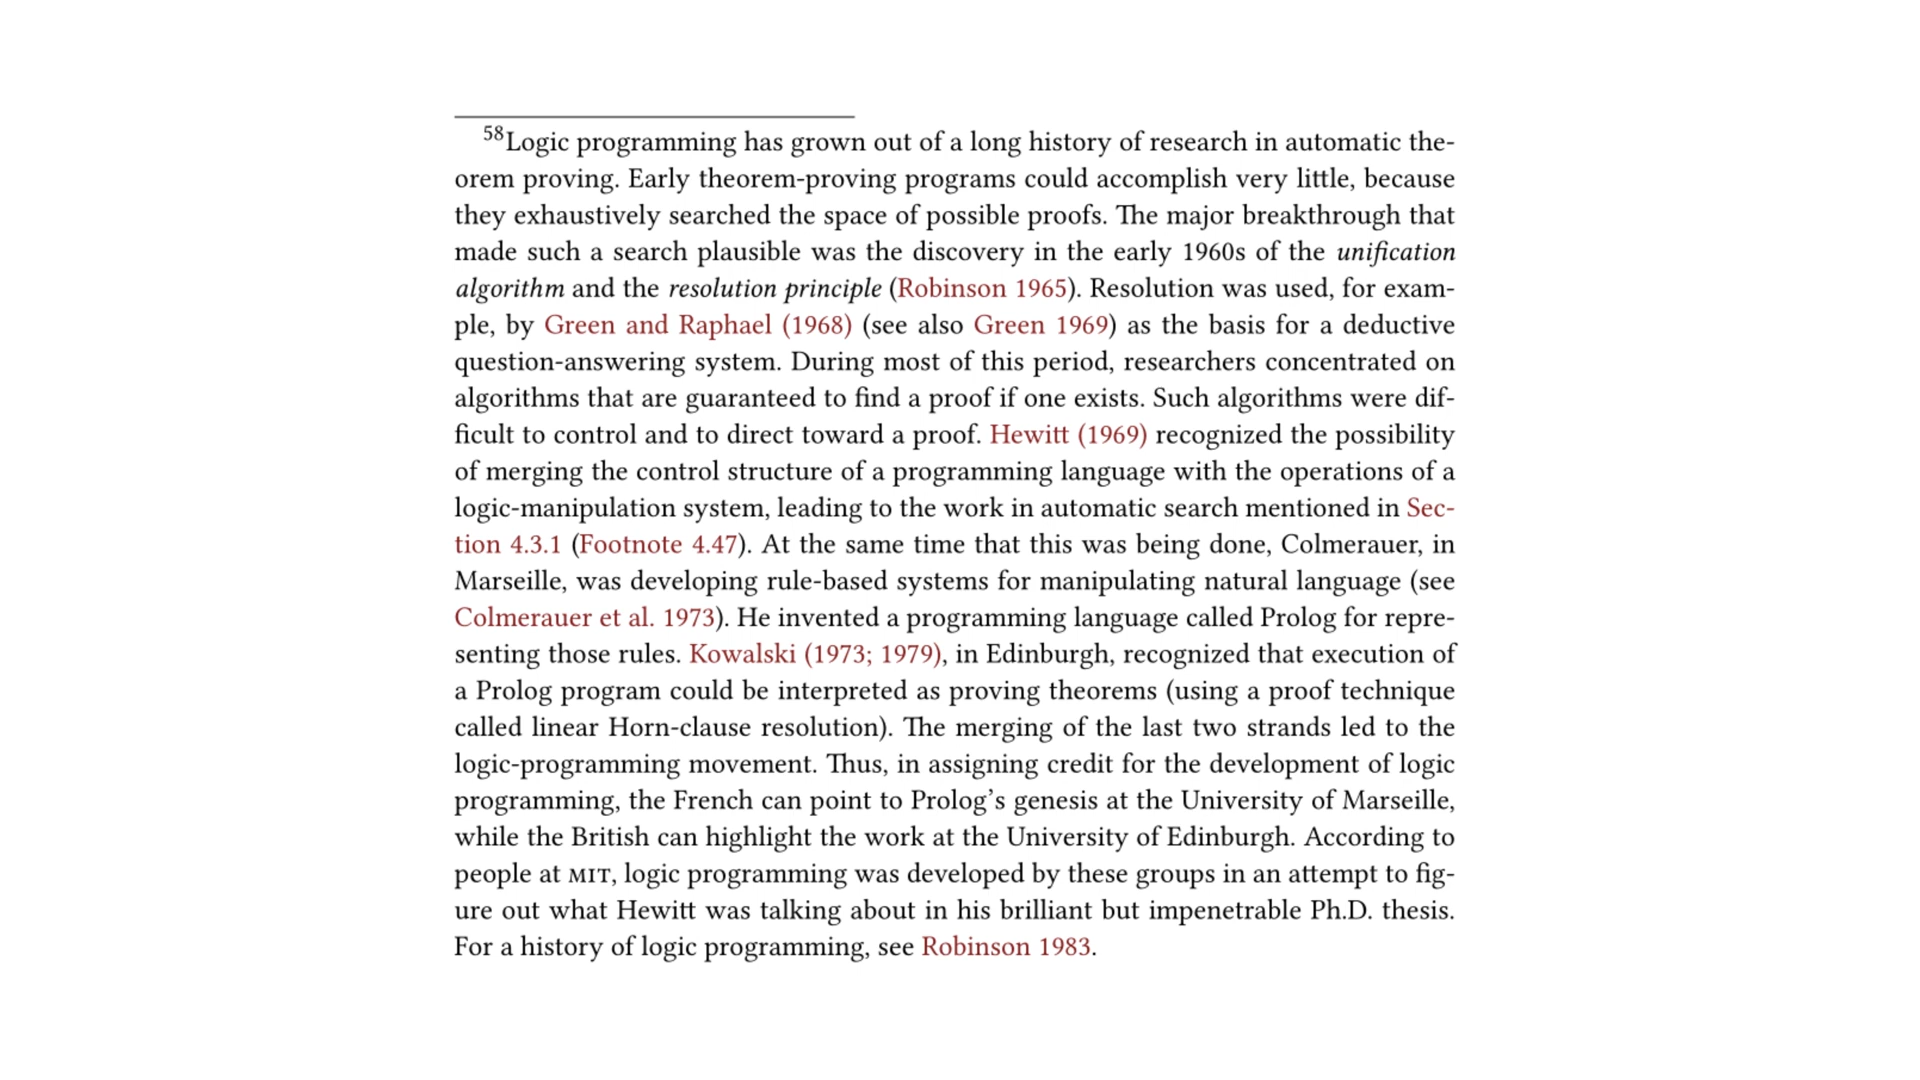 58Logic programming has grown out of a long history of research in automatic the-
orem proving. Early theorem-proving programs could accomplish very little, because
they exhaustively searched the space of possible proofs. The major breakthrough that
made such a search plausible was the discovery in the early 1960s of the unification
algorithm and the resolution principle (Robinson 1965). Resolution was used, for exam-
ple, by Green and Raphael (1968) (see also Green 1969) as the basis for a deductive
question-answering system. During most of this period, researchers concentrated on
algorithms that are guaranteed to find a proof if one exists. Such algorithms were dif-
ficult to control and to direct toward a proof. Hewitt (1969) recognized the possibility
of merging the control structure of a programming language with the operations of a
logic-manipulation system, leading to the work in automatic search mentioned in Sec-
tion 4.3.1 (Footnote 4.47). At the same time that this was being done, Colmerauer, in
Marseille, was developing rule-based systems for manipulating natural language (see
Colmerauer et al. 1973). He invented a programming language called Prolog for repre-
senting those rules. Kowalski (1973; 1979), in Edinburgh, recognized that execution of
a Prolog program could be interpreted as proving theorems (using a proof technique
called linear Horn-clause resolution). The merging of the last two strands led to the
logic-programming movement. Thus, in assigning credit for the development of logic
programming, the French can point to Prolog’s genesis at the University of Marseille,
while the British can highlight the work at the University of Edinburgh. According to
people at MIT, logic programming was developed by these groups in an attempt to fig-
ure out what Hewitt was talking about in his brilliant but impenetrable Ph.D. thesis.
For a history of logic programming, see Robinson 1983.